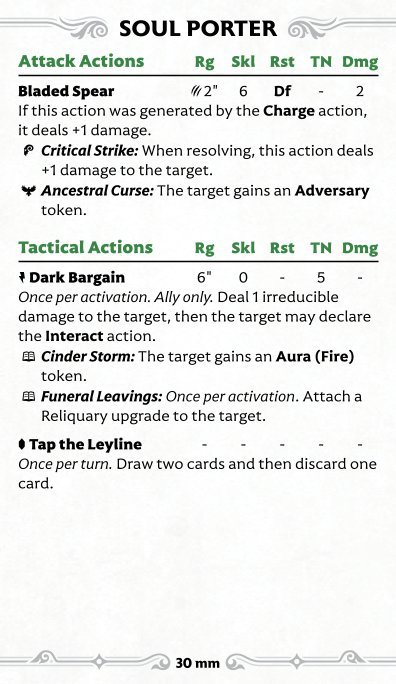 SOUL PORTER
Attack Actions Rg Skl Rst TN Dmg
Bladed Spear 2" 6 Df - 2
If this action was generated by the Charge action,
it deals +1 damage.
Critical Strike: When resolving, this action deals
+1 damage to the target.
Ancestral Curse: The target gains an Adversary
token.
Tactical Actions Rg Skl Rst TN Dmg
Dark Bargain 6" 0 - 5 -
Once per activation. Ally only. Deal 1 irreducible
damage to the target, then the target may declare
the Interact action.
Cinder Storm: The target gains an Aura (Fire)
token.
Funeral Leavings: Once per activation. Attach a
Reliquary upgrade to the target.
Tap the Leyline - - - - -
Once per turn. Draw two cards and then discard one
card.
30 mm